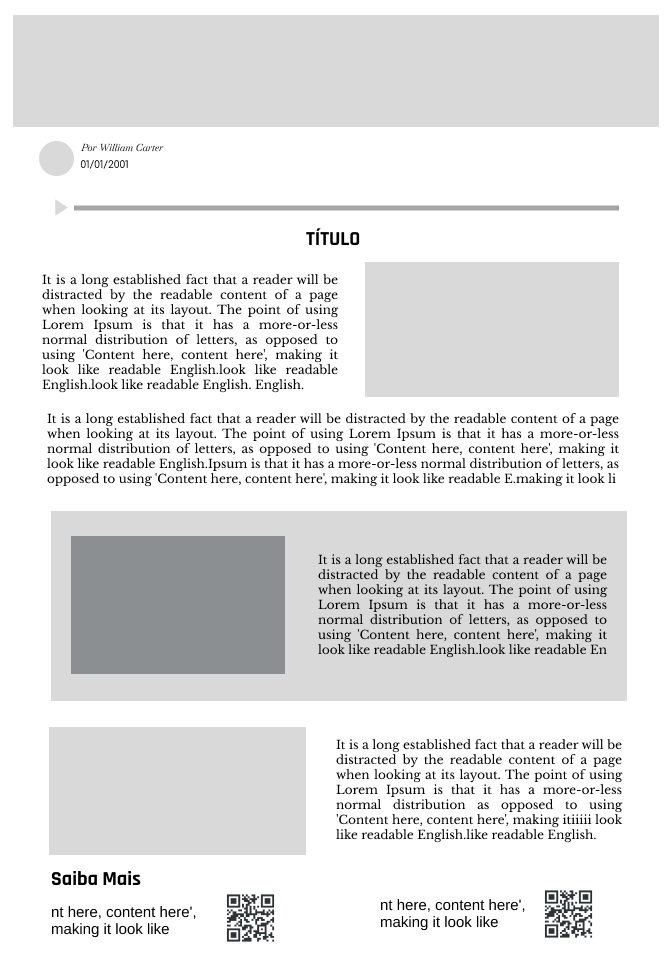 Por William Carter
01/01/2001
TÍTULO
It is a long established fact that a reader will be
distracted by the readable content of a page
when looking at its layout. The point of using
Lorem Ipsum is that it has a more-or-less
normal distribution of letters, as opposed to
using 'Content here, content here', making it
look like readable English.look like readable
English.look like readable English. English.
It is a long established fact that a reader will be distracted by the readable content of a page
when looking at its layout. The point of using Lorem Ipsum is that it has a more-or-less
normal distribution of letters, as opposed to using 'Content here, content here', making it
look like readable English.Ipsum is that it has a more-or-less normal distribution of letters, as
opposed to using 'Content here, content here', making it look like readable E.making it look li
It is a long established fact that a reader will be
distracted by the readable content of a page
when looking at its layout. The point of using
Lorem Ipsum is that it has a more-or-less
normal distribution of letters, as opposed to
using 'Content here, content here', making it
look like readable English.look like readable En
It is a long established fact that a reader will be
distracted by the readable content of a page
when looking at its layout. The point of using
Lorem Ipsum is that it has a more-or-less
normal distribution as opposed to using
'Content here, content here', making itiiiii look
like readable English.like readable English.
Saiba Mais
nt here, content here',
making it look like
nt here, content here',
making it look like